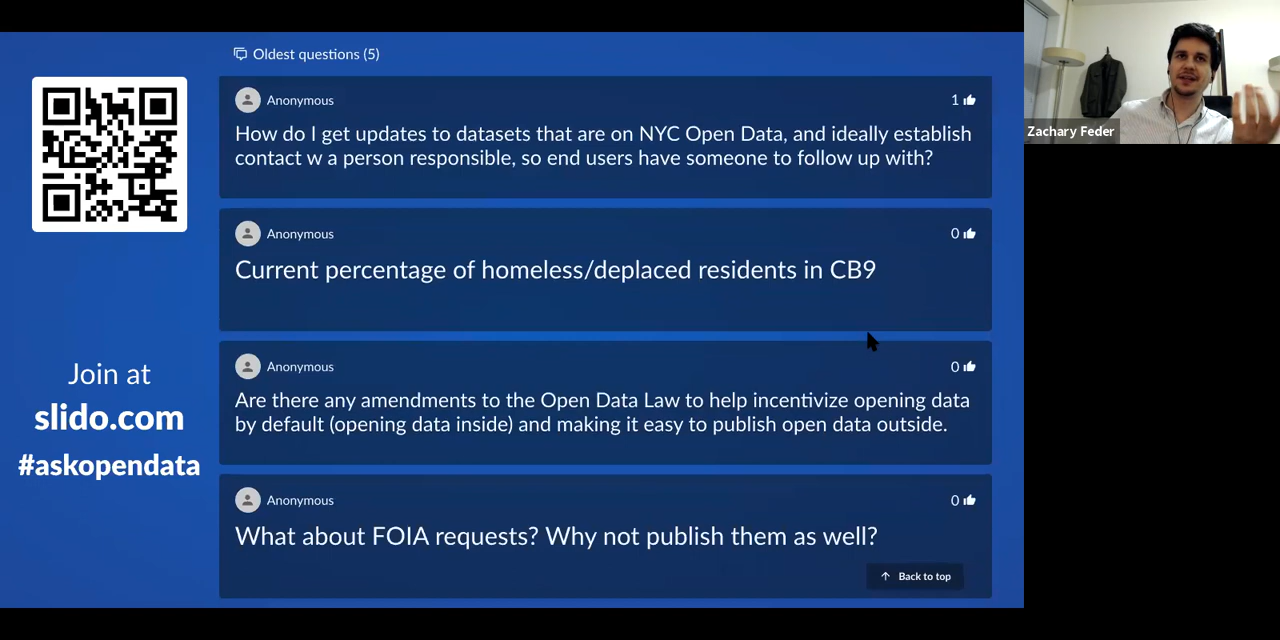 Oldest questions (5)
Anonymous
1
How do I get updates to datasets that are on NYC Open Data, and ideally establish
contact w a person responsible, so end users have someone to follow up with?
Anonymous
0
Current percentage of homeless/deplaced residents in CB9
Anonymous
0
Are there any amendments to the Open Data Law to help incentivize opening data
by default (opening data inside) and making it easy to publish open data outside.
Anonymous
0
What about FOIA requests? Why not publish them as well?
Back to top
Join at
slido.com
#askopendata
Zachary Feder